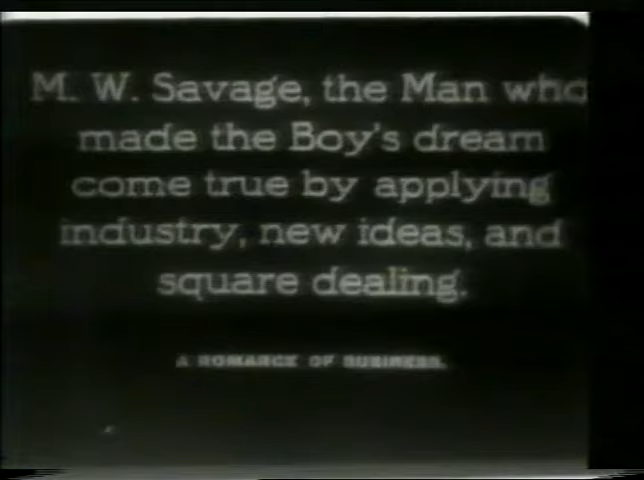 M. W. Savage, the Man who
made the Boy's dream
come true by applying
industry, new ideas, and
square dealing.
A ROMANCE OF BUSINESS.